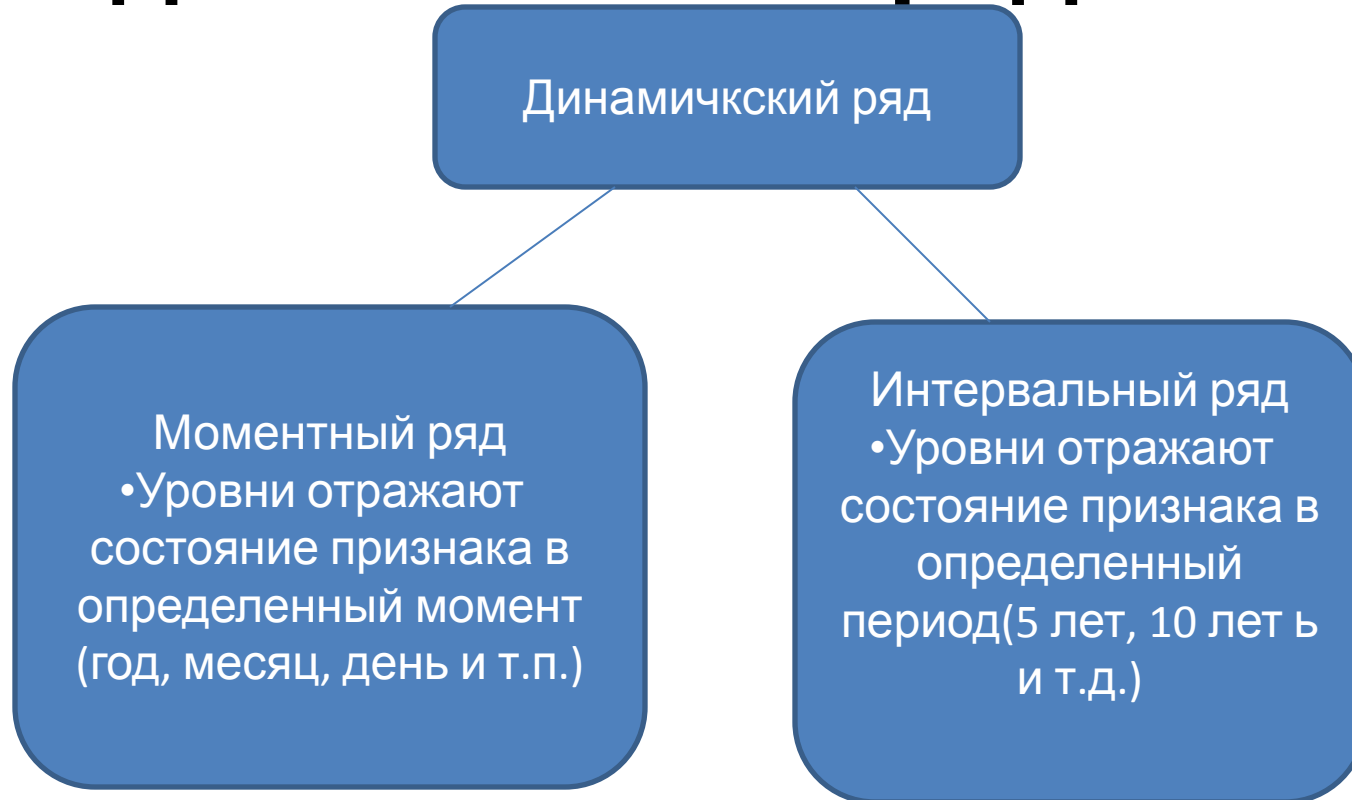 Динамичкский ряд
Моментный ряд
•Уровни отражают
состояние признака в
определенный момент
(год, месяц, день и т.п.)
Интервальный ряд
•Уровни отражают
состояние признака в
определенный
период(5 лет, 10 лет ь
и т.д.)